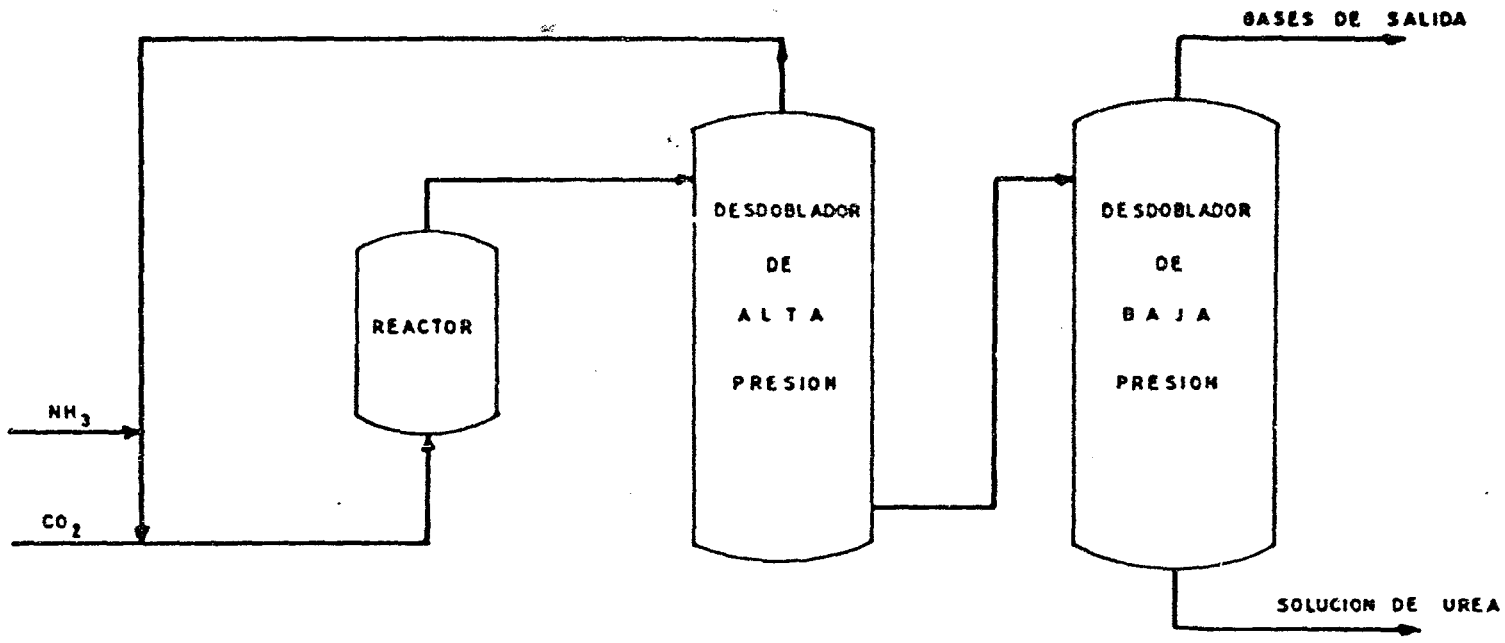 GASES DE SALIDA
DESDOBLADOR
DE
ALTA
PRESION
DESDOBLADOR
DE
BAJA
PRESION
REACTOR
NH₃
CO₂
SOLUCION DE UREA